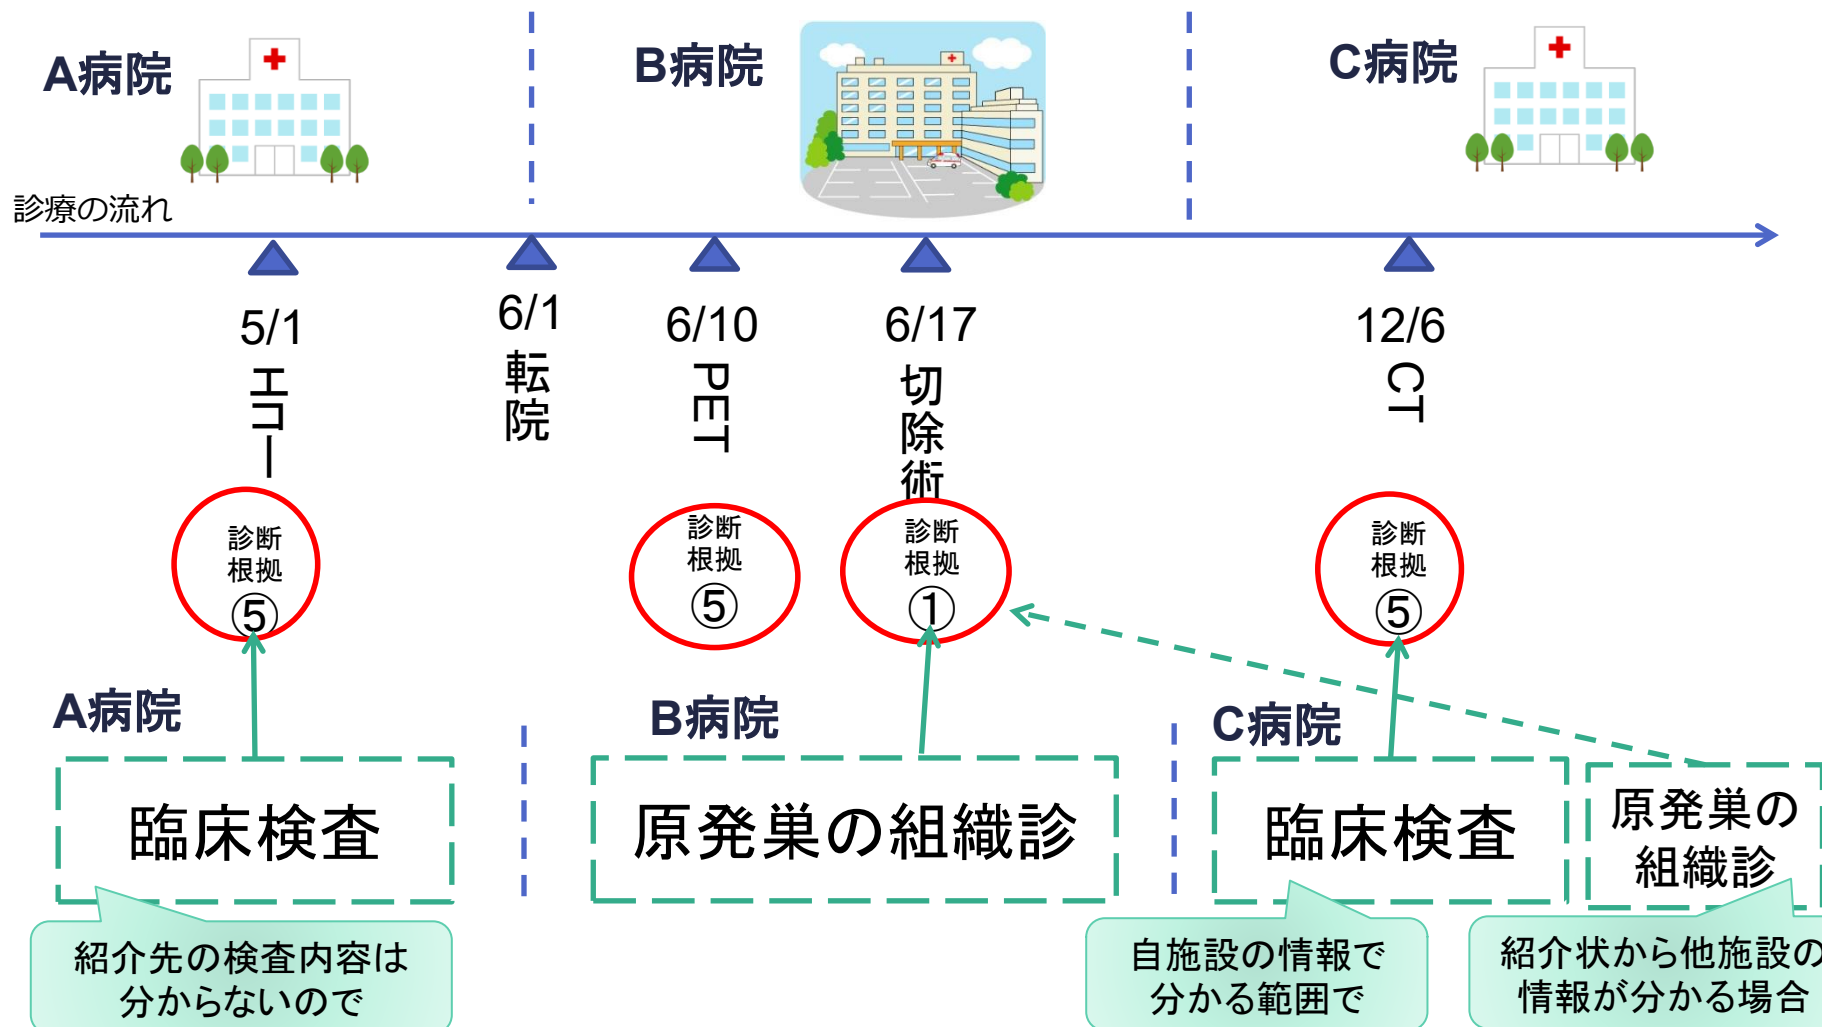 A病院
B病院
C病院
診療の流れ
5/1
エコー
6/1
転院
6/10
PET
6/17
切除術
12/6
CT
診断
根拠
⑤
診断
根拠
⑤
診断
根拠
①
診断
根拠
⑤
A病院
B病院
C病院
臨床検査
原発巣の組織診
臨床検査
原発巣の
組織診
紹介先の検査内容は
分からないので
自施設の情報で
分かる範囲で
紹介状から他施設の
情報が分かる場合